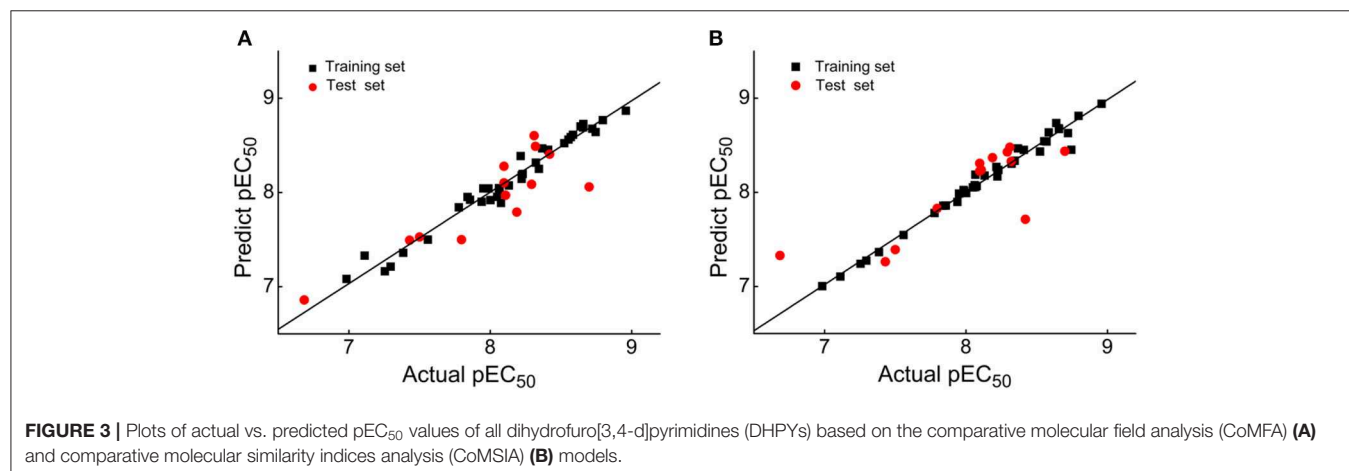 A
Training set
Test set
9
8
7
Predict pEC50
7 8 9
Actual pEC50
B
Training set
Test set
9
8
7
Predict pEC50
7 8 9
Actual pEC50
FIGURE 3 | Plots of actual vs. predicted pEC50 values of all dihydrofuro[3,4-d]pyrimidines (DHPYs) based on the comparative molecular field analysis (CoMFA) (A)
and comparative molecular similarity indices analysis (CoMSIA) (B) models.